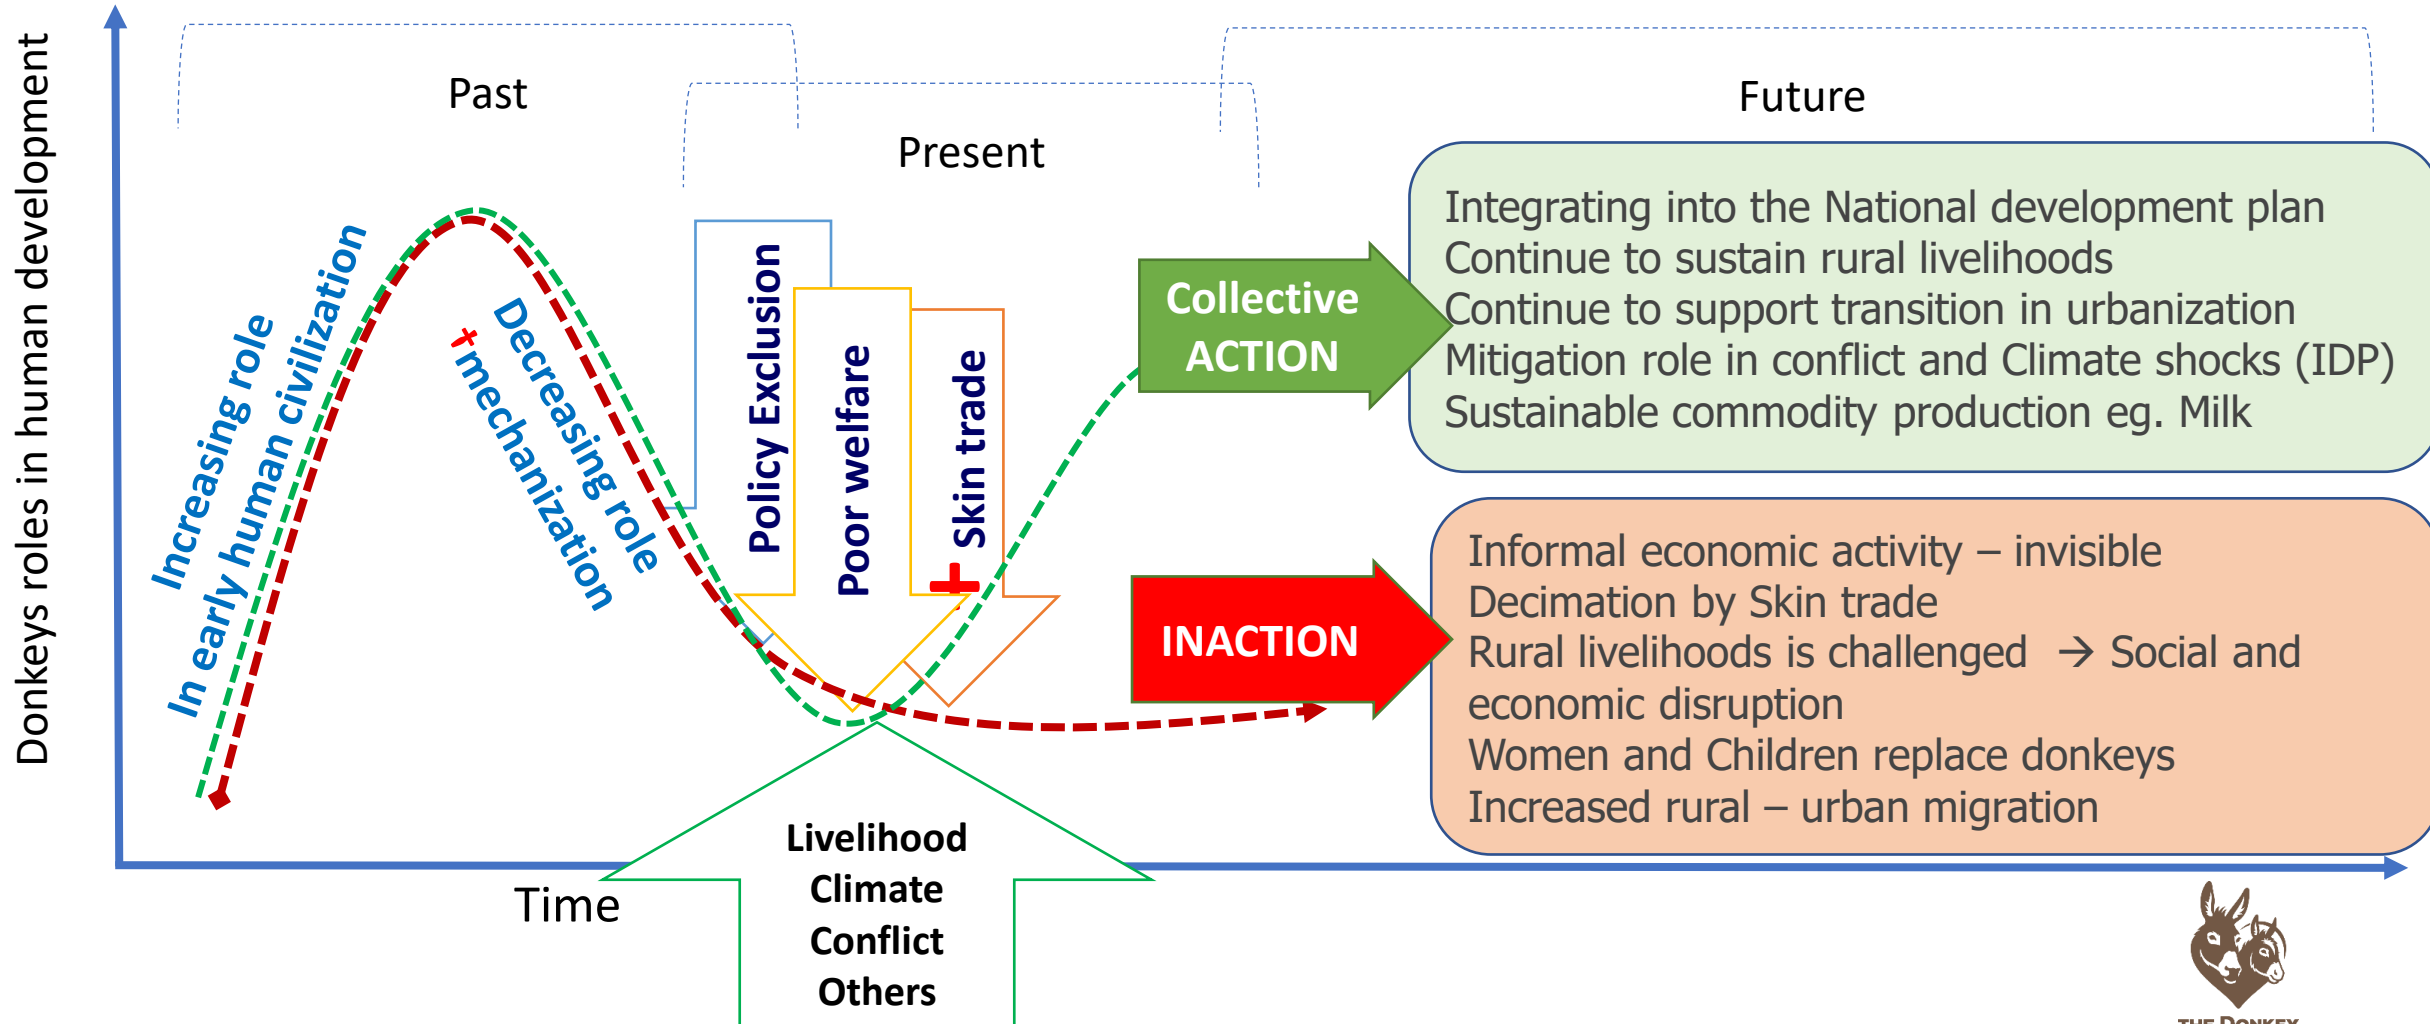 Donkeys roles in human development
Past
Present
Future
Increasing role
In early human civilization
Decreasing role
+mechanization
Policy Exclusion
Poor welfare
+ Skin trade
Collective
ACTION
Integrating into the National development plan
Continue to sustain rural livelihoods
Continue to support transition in urbanization
Mitigation role in conflict and Climate shocks (IDP)
Sustainable commodity production eg. Milk
INACTION
Informal economic activity – invisible
Decimation by Skin trade
Rural livelihoods is challenged → Social and
economic disruption
Women and Children replace donkeys
Increased rural – urban migration
Time
Livelihood
Climate
Conflict
Others
THE DONKEY